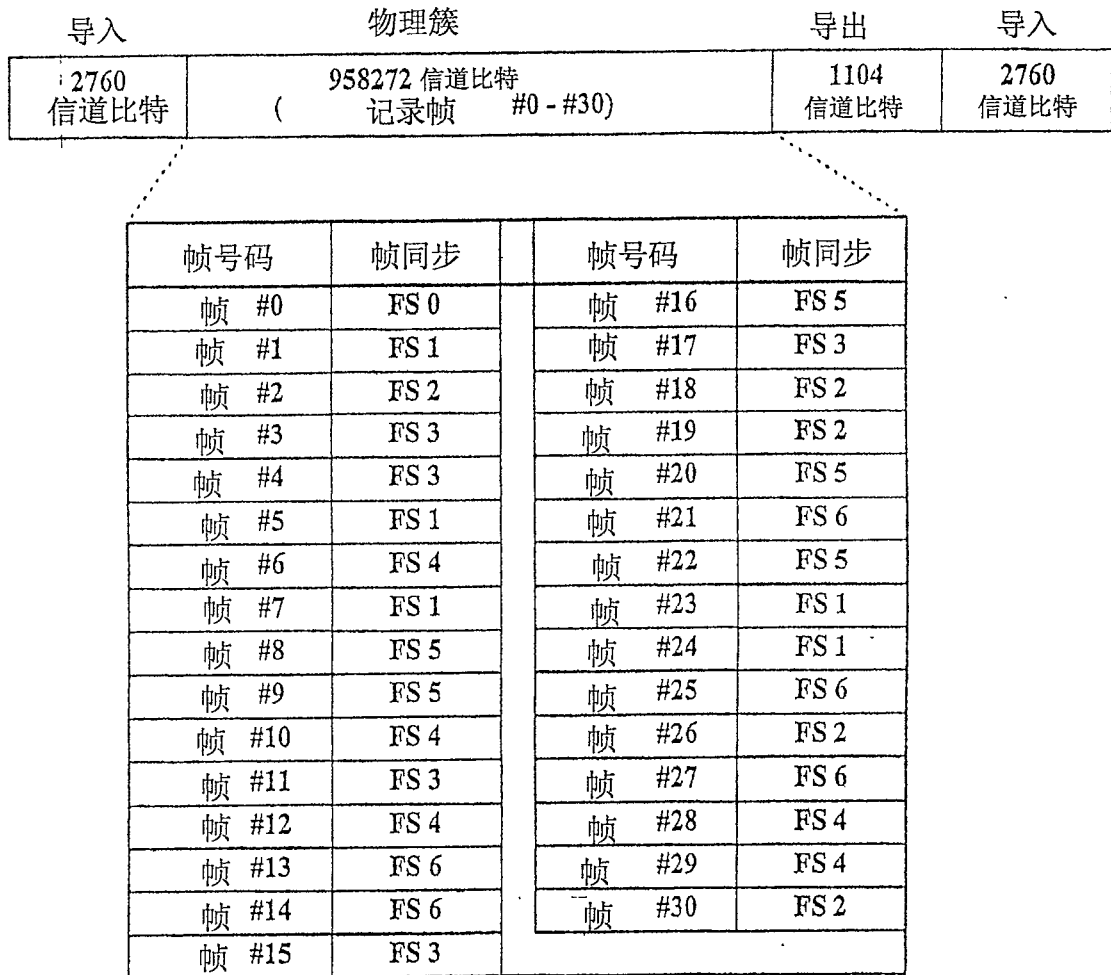 导入 物理簇 导出 导入
2760 958272 信道比特 1104 2760
信道比特 ( 记录帧 #0 - #30) 信道比特 信道比特
帧号码 帧同步 帧号码 帧同步
帧 #0 FS 0 帧 #16 FS 5
帧 #1 FS 1 帧 #17 FS 3
帧 #2 FS 2 帧 #18 FS 2
帧 #3 FS 3 帧 #19 FS 2
帧 #4 FS 3 帧 #20 FS 5
帧 #5 FS 1 帧 #21 FS 6
帧 #6 FS 4 帧 #22 FS 5
帧 #7 FS 1 帧 #23 FS 1
帧 #8 FS 5 帧 #24 FS 1
帧 #9 FS 5 帧 #25 FS 6
帧 #10 FS 4 帧 #26 FS 2
帧 #11 FS 3 帧 #27 FS 6
帧 #12 FS 4 帧 #28 FS 4
帧 #13 FS 6 帧 #29 FS 4
帧 #14 FS 6 帧 #30 FS 2
帧 #15 FS 3